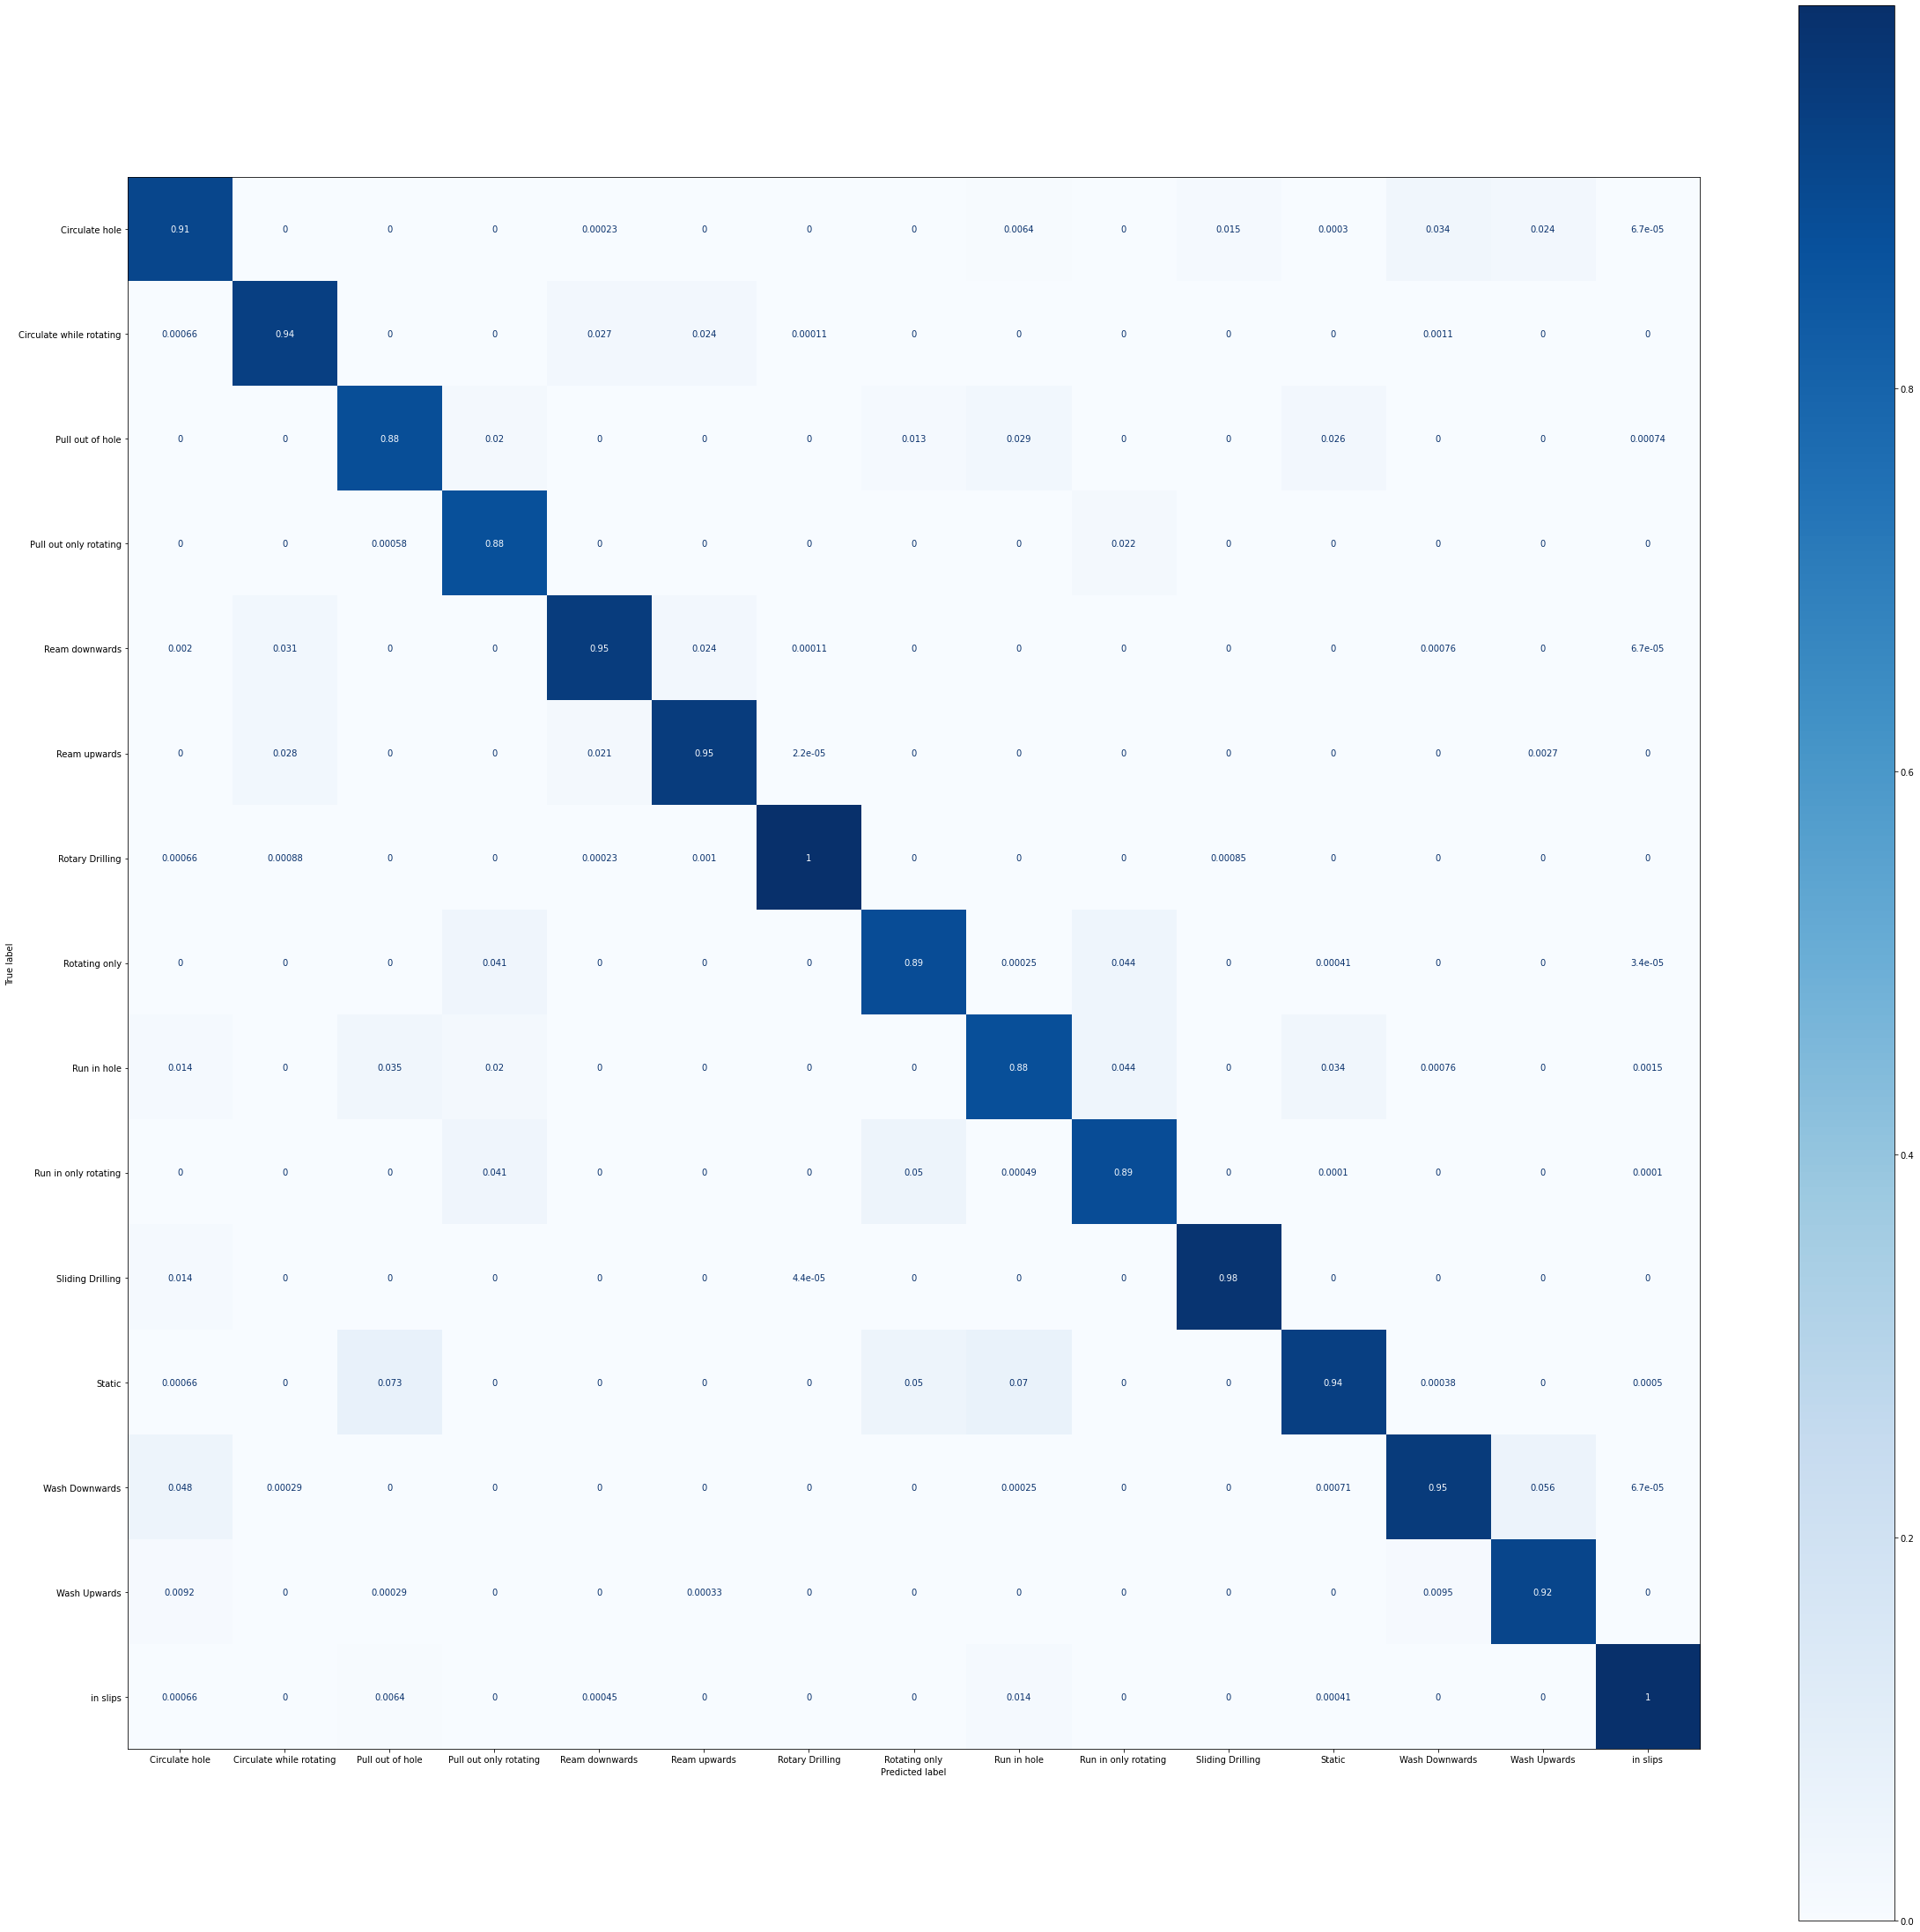 Circulate hole 0.91 0 0 0 0.00023 0 0 0 0.0064 0 0.015 0.0003 0.034 0.024 6.7e-05
Circulate while rotating 0.00066 0.94 0 0 0.027 0.024 0.00011 0 0 0 0 0 0.0011 0 0
0.8
Pull out of hole 0 0 0.88 0.02 0 0 0 0.013 0.029 0 0 0.026 0 0 0.00074
Pull out only rotating 0 0 0.00058 0.88 0 0 0 0 0 0.022 0 0 0 0 0
Ream downwards 0.002 0.031 0 0 0.95 0.024 0.00011 0 0 0 0 0 0.00076 0 6.7e-05
Ream upwards 0 0.028 0 0 0.021 0.95 2.2e-05 0 0 0 0 0 0 0.0027 0
0.6
Rotary Drilling 0.00066 0.00088 0 0 0.00023 0.001 1 0 0 0 0.00085 0 0 0 0
True label
Rotating only 0 0 0 0.041 0 0 0 0.89 0.00025 0.044 0 0.00041 0 0 3.4e-05
Run in hole 0.014 0 0.035 0.02 0 0 0 0 0.88 0.044 0 0.034 0.00076 0 0.0015
0.4
Run in only rotating 0 0 0 0.041 0 0 0 0.05 0.00049 0.89 0 0.0001 0 0 0.0001
Sliding Drilling 0.014 0 0 0 0 0 4.4e-05 0 0 0 0.98 0 0 0 0
Static 0.00066 0 0.073 0 0 0 0 0.05 0.07 0 0 0.94 0.00038 0 0.0005
Wash Downwards 0.048 0.00029 0 0 0 0 0 0 0.00025 0 0 0.00071 0.95 0.056 6.7e-05
0.2
Wash Upwards 0.0092 0 0.00029 0 0 0.00033 0 0 0 0 0 0 0.0095 0.92 0
in slips 0.00066 0 0.0064 0 0.00045 0 0 0 0.014 0 0 0.00041 0 0 1
Circulate hole Circulate while rotating Pull out of hole Pull out only rotating Ream downwards Ream upwards Rotary Drilling Rotating only Run in hole Run in only rotating Sliding Drilling Static Wash Downwards Wash Upwards in slips
Predicted label
0.0